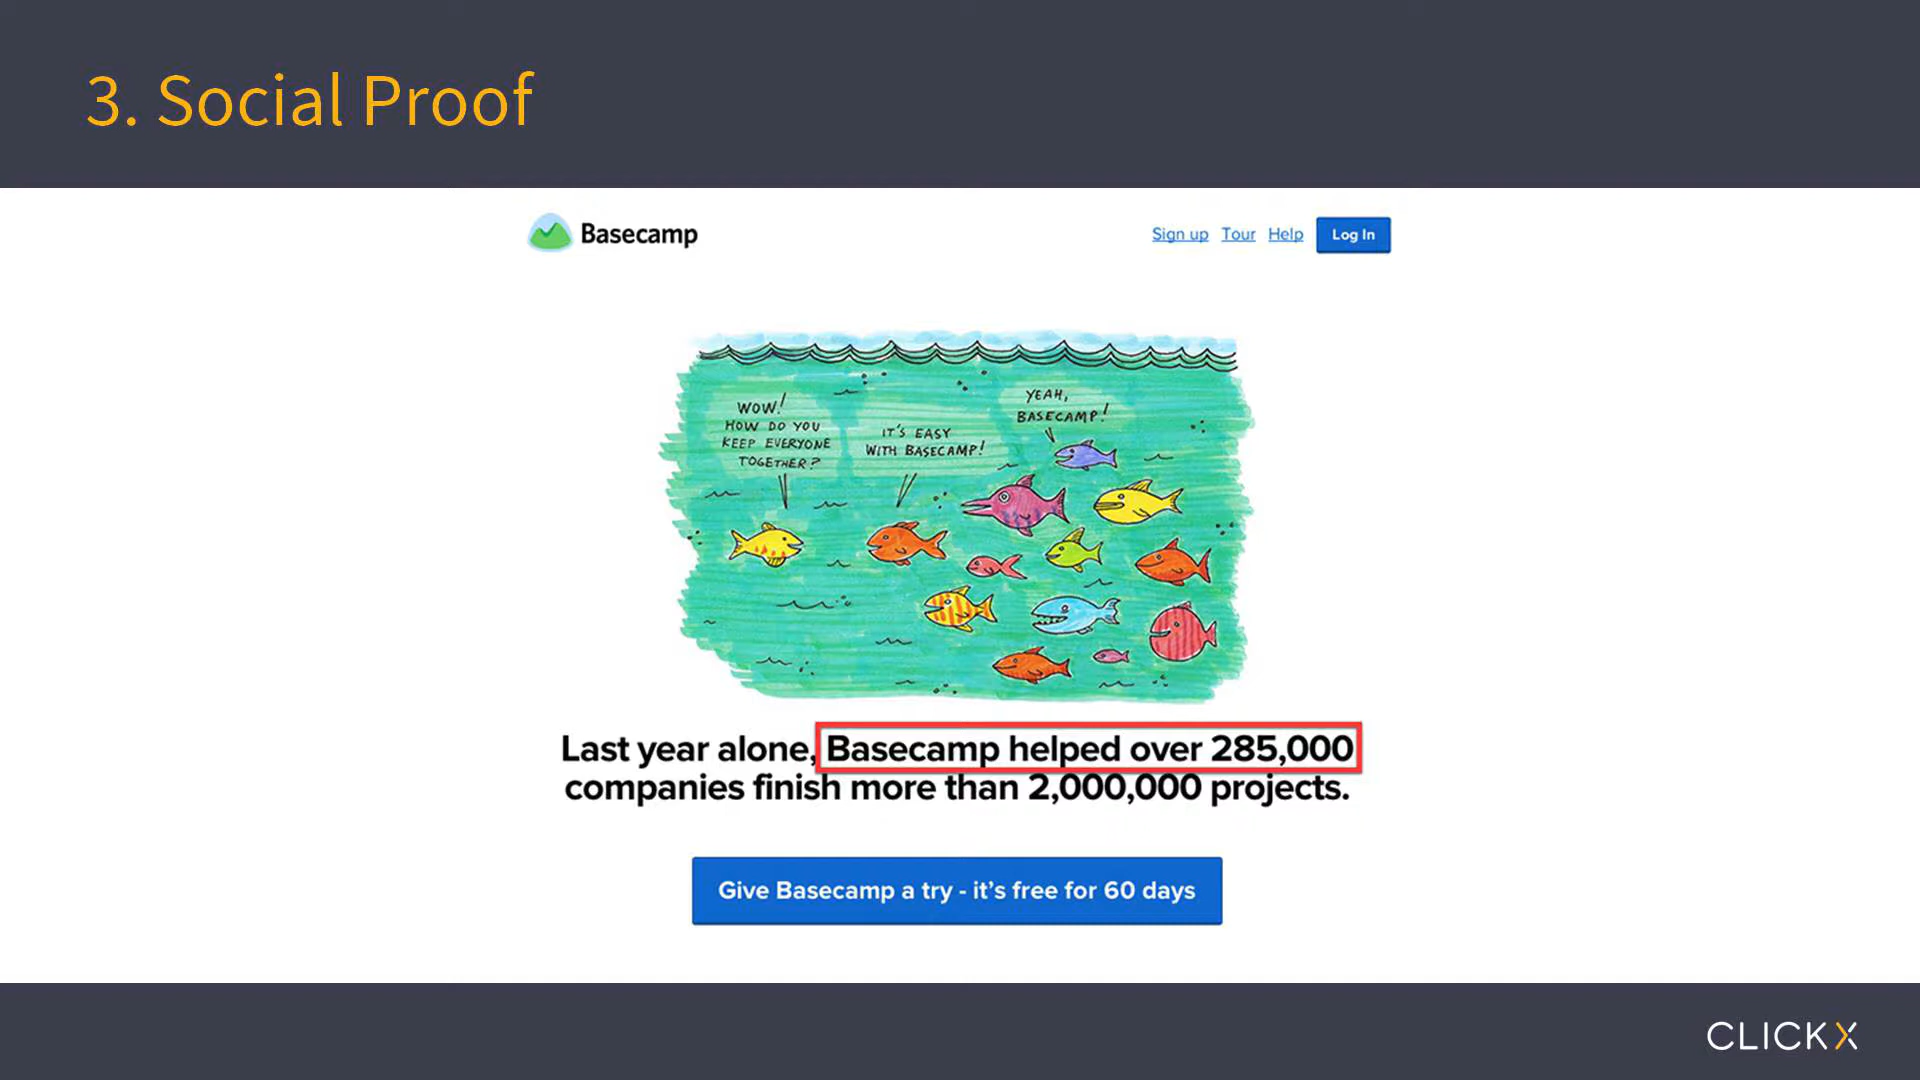 3. Social Proof
Basecamp
Sign up Tour Help Log In
WOW!
HOW DO YOU
KEEP EVERYONE
TOGETHER?
IT'S EASY
WITH BASECAMP!
YEAH,
BASECAMP!
Last year alone, Basecamp helped over 285,000
companies finish more than 2,000,000 projects.
Give Basecamp a try - it's free for 60 days
CLICKX